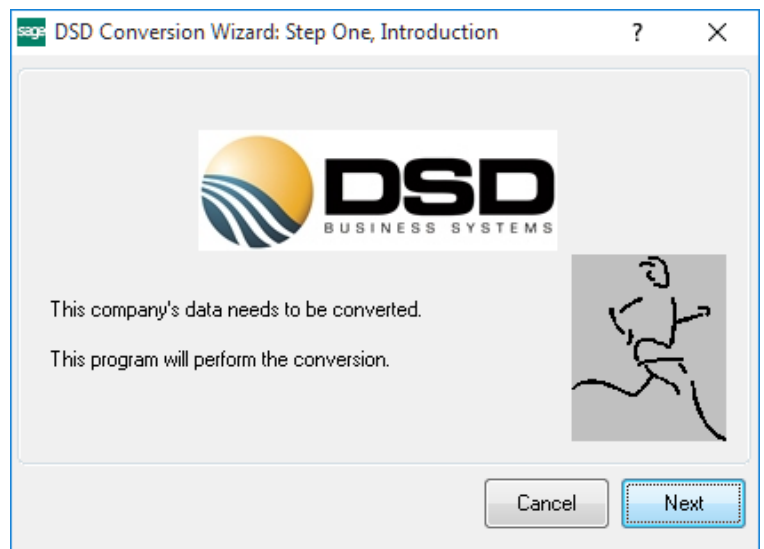 sage DSD Conversion Wizard: Step One, Introduction ? X
DSD
BUSINESS SYSTEMS
This company's data needs to be converted.
This program will perform the conversion.
Cancel Next